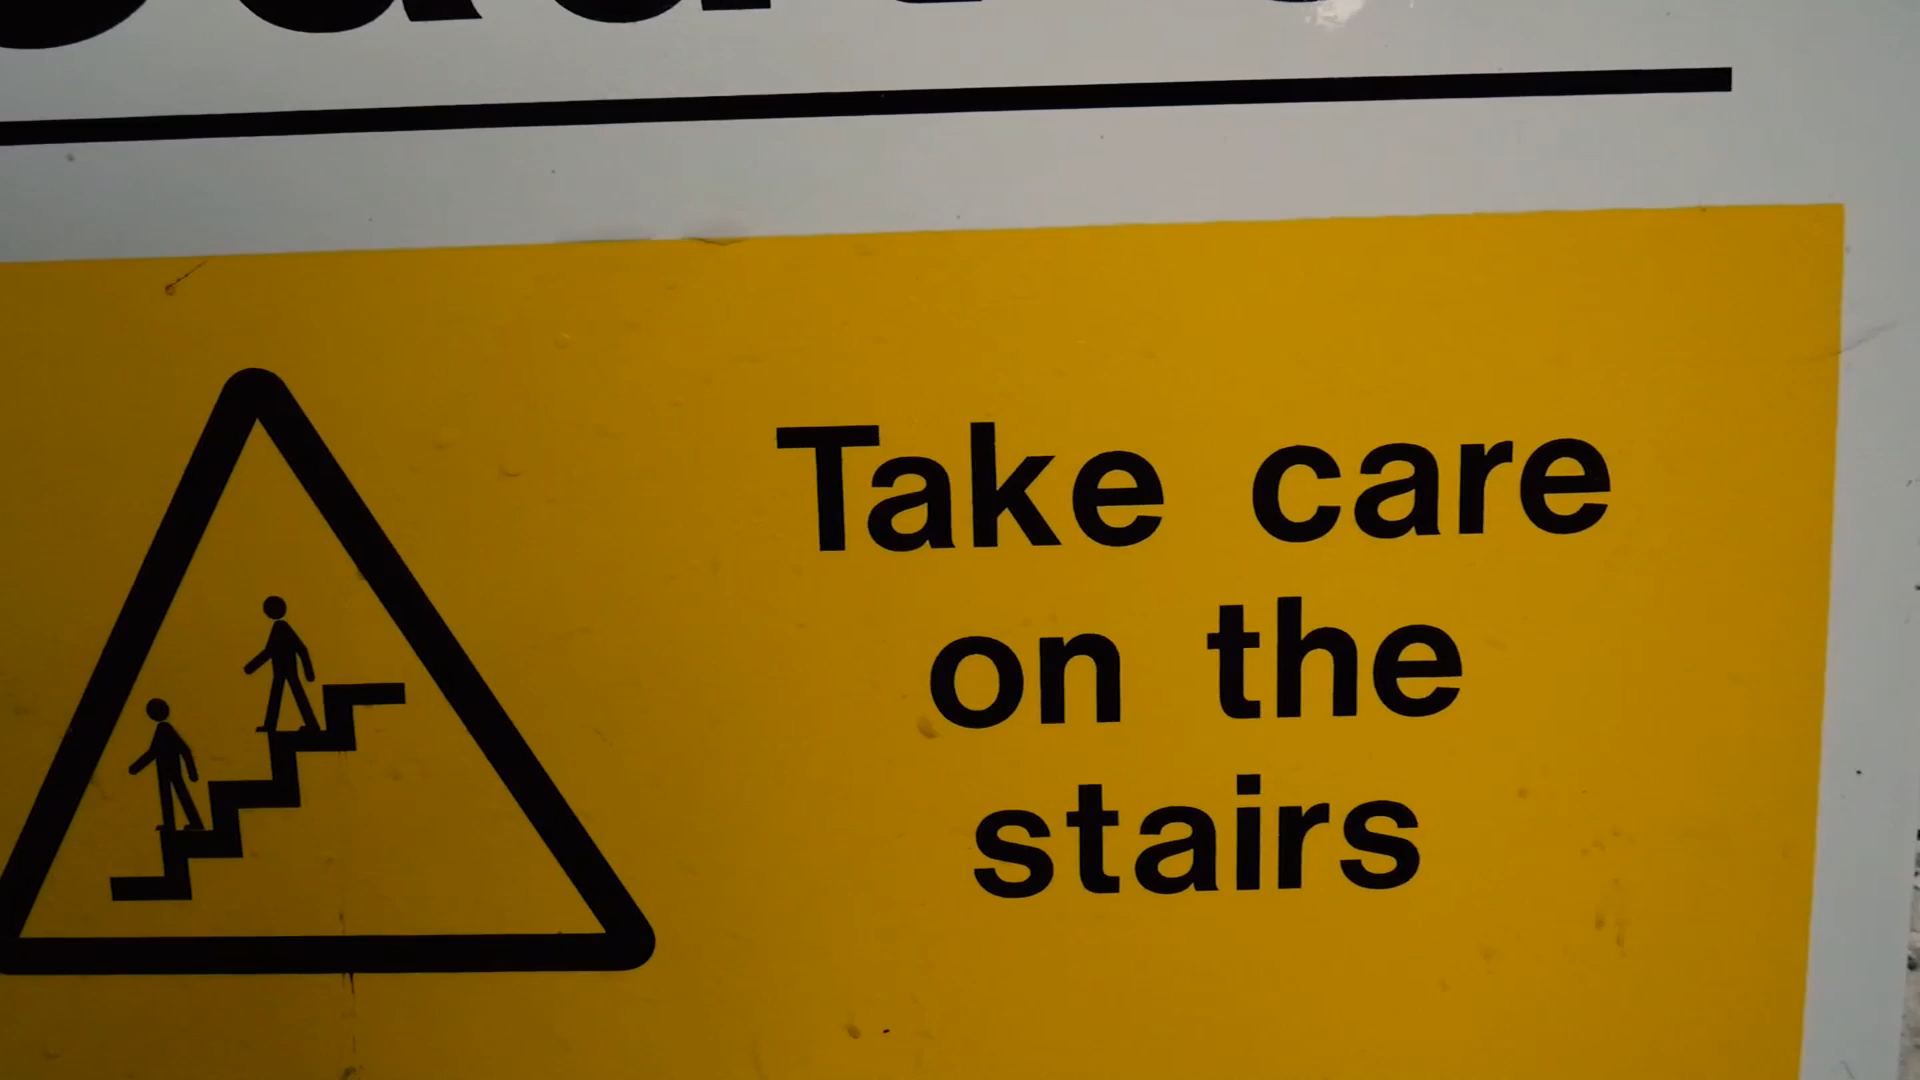 Take care
on the
stairs